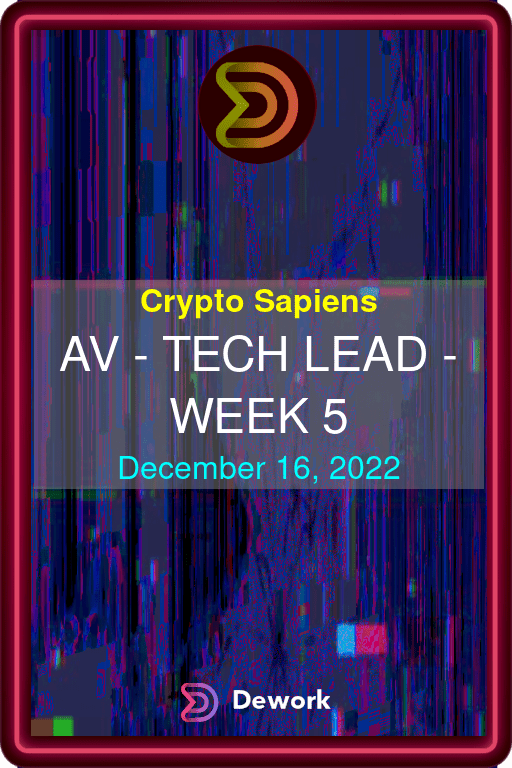 Crypto Sapiens
AV - TECH LEAD -
WEEK 5
December 16, 2022
Dework